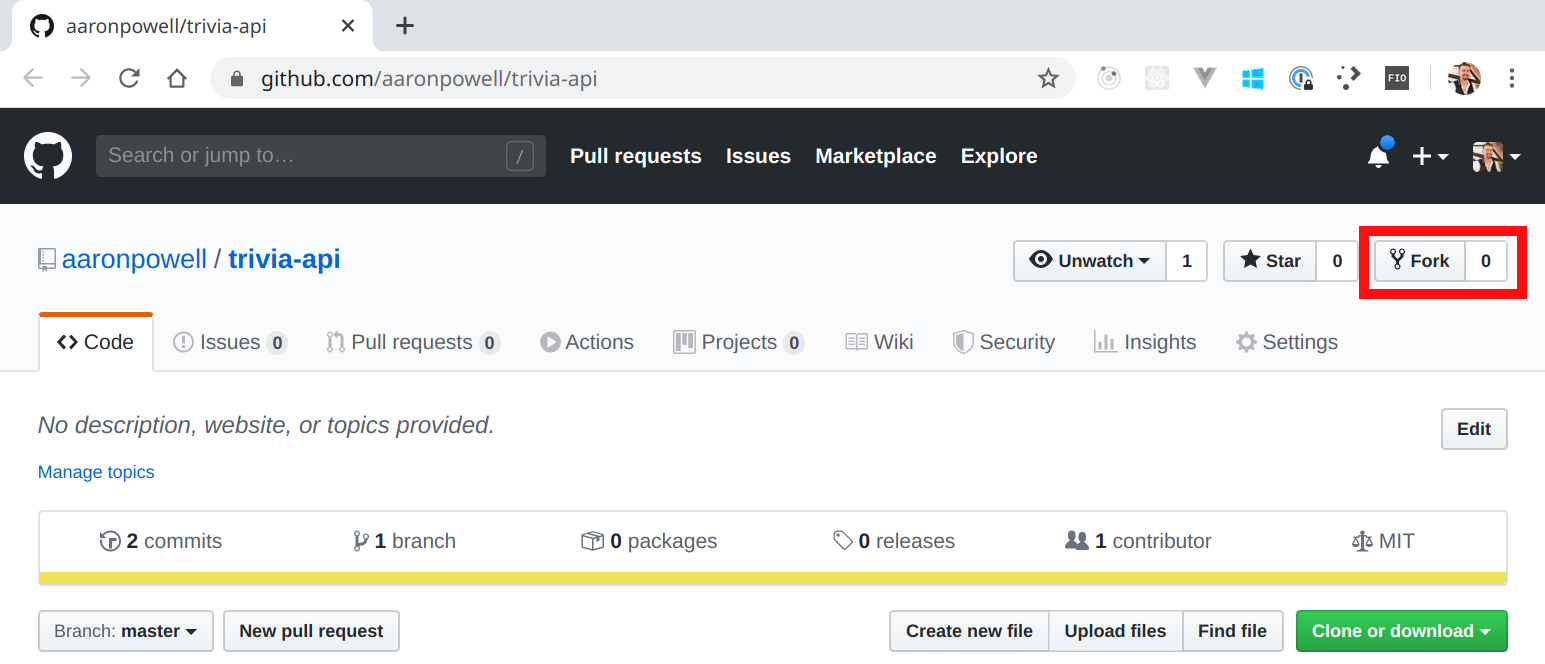 aaronpowell/trivia-api
github.com/aaronpowell/trivia-api
FIO
Search or jump to… / Pull requests Issues Marketplace Explore
aaronpowell / trivia-api Unwatch 1 Star 0 Fork 0
Code Issues 0 Pull requests 0 Actions Projects 0 Wiki Security Insights Settings
No description, website, or topics provided. Edit
Manage topics
2 commits 1 branch 0 packages 0 releases 1 contributor MIT
Branch: master New pull request Create new file Upload files Find file Clone or download